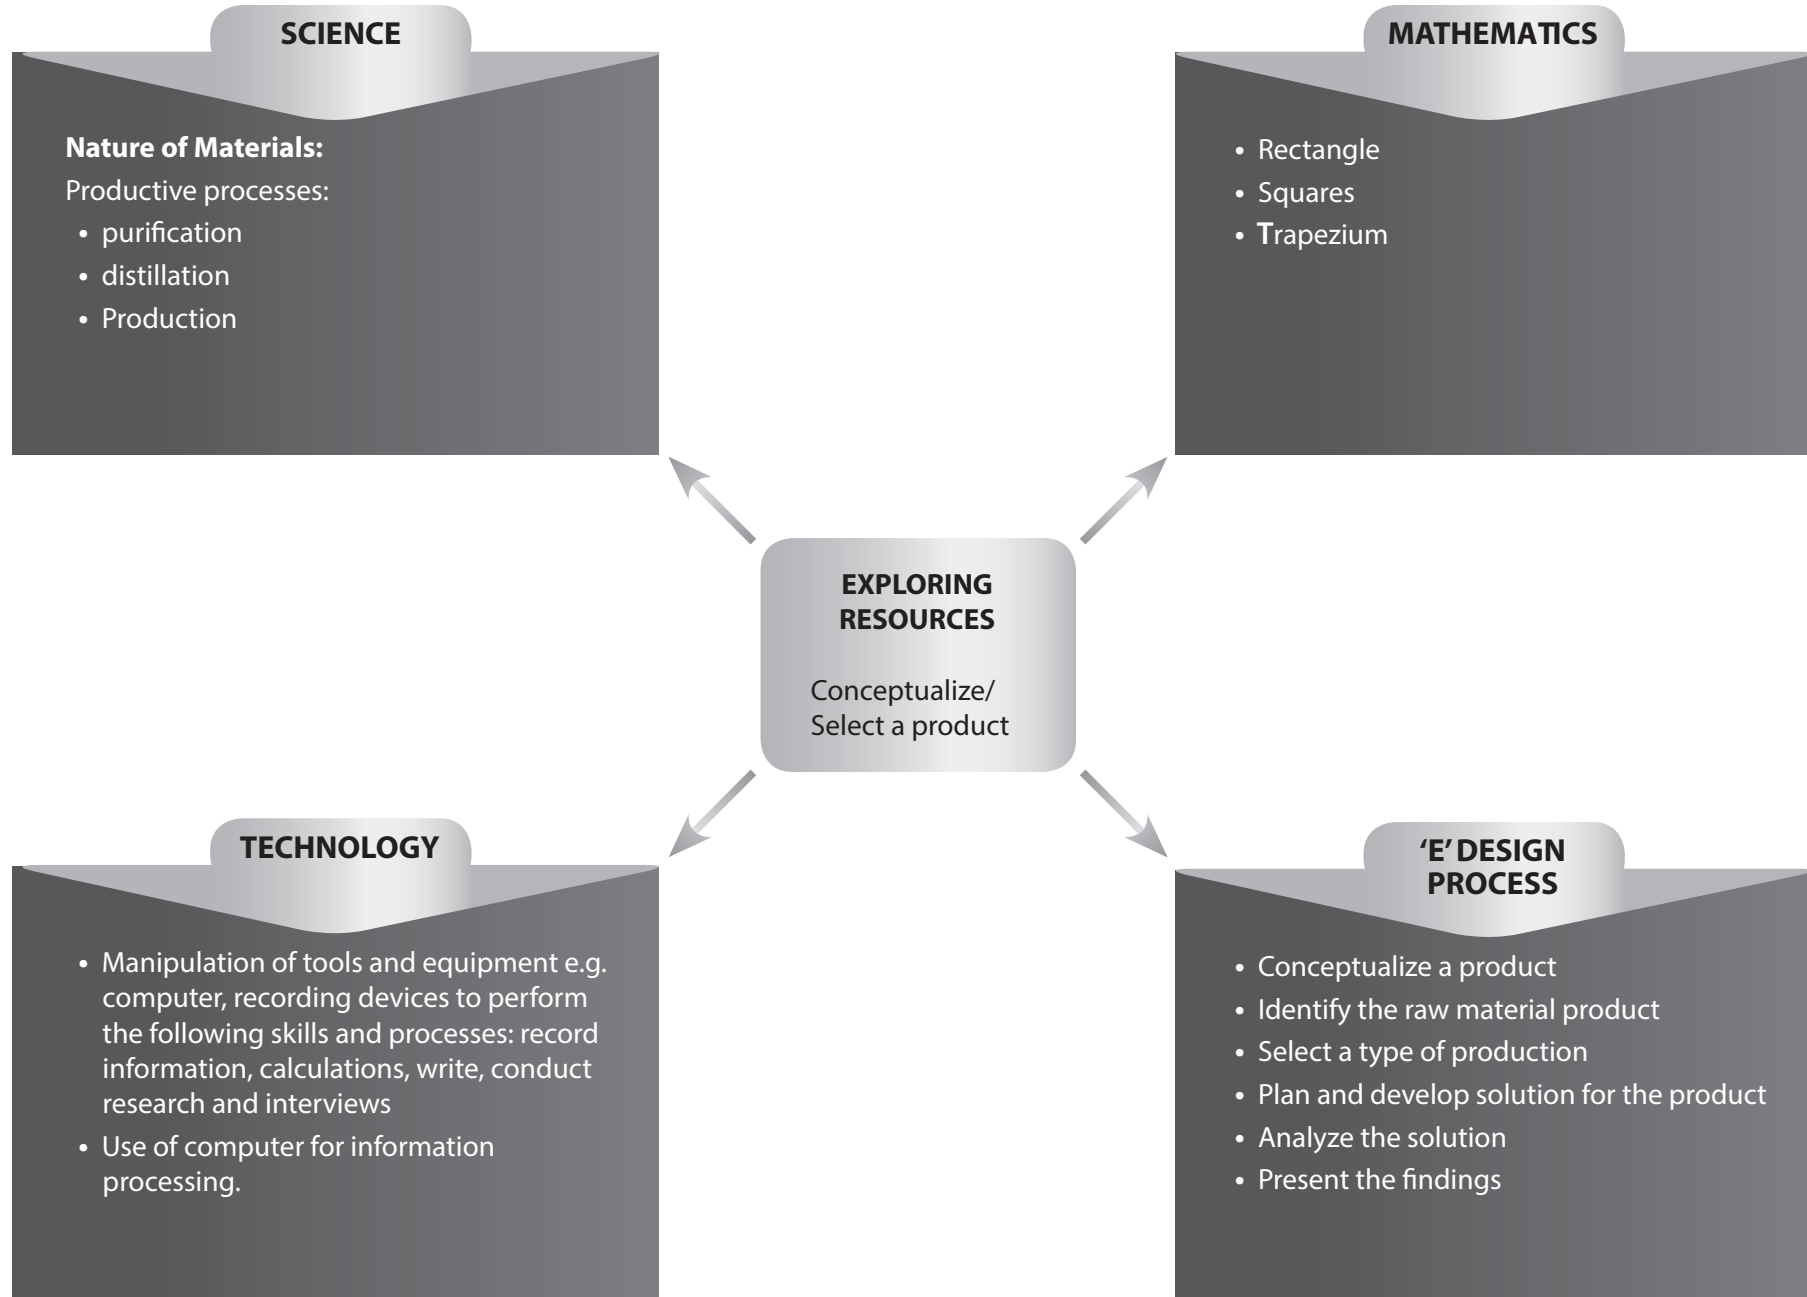 SCIENCE
Nature of Materials:
Productive processes:
• purification
• distillation
• Production
MATHEMATICS
• Rectangle
• Squares
• Trapezium
EXPLORING
RESOURCES
Conceptualize/
Select a product
TECHNOLOGY
• Manipulation of tools and equipment e.g.
computer, recording devices to perform
the following skills and processes: record
information, calculations, write, conduct
research and interviews
• Use of computer for information
processing.
‘E’ DESIGN
PROCESS
• Conceptualize a product
• Identify the raw material product
• Select a type of production
• Plan and develop solution for the product
• Analyze the solution
• Present the findings